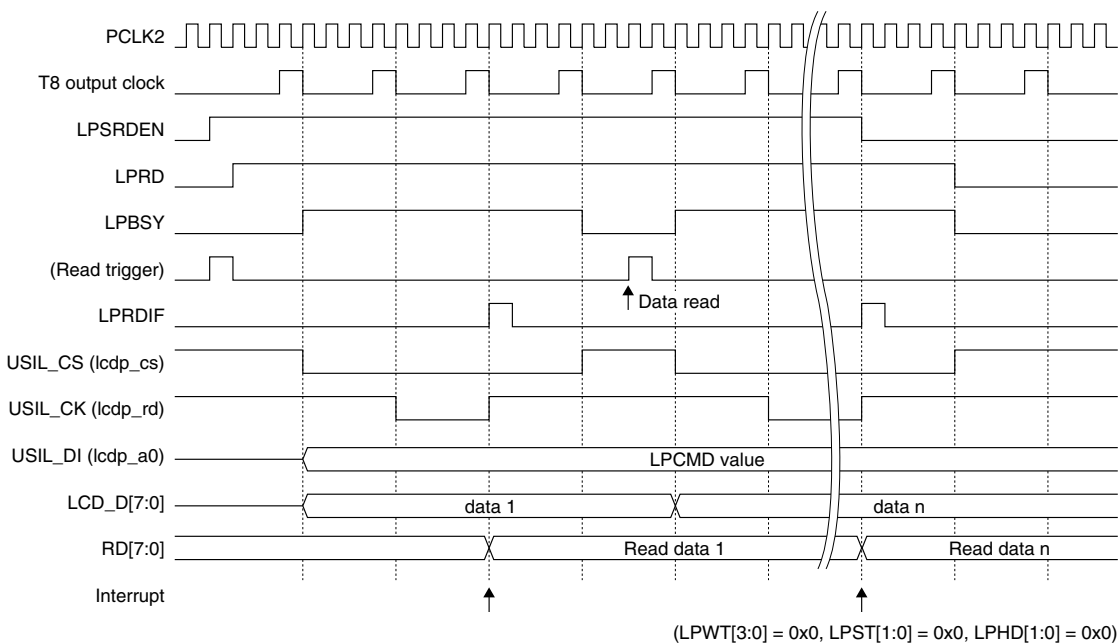 PCLK2
T8 output clock
LPSRDEN
LPRD
LPBSY
(Read trigger)
Data read
LPRDIF
USIL_CS (lcdp_cs)
USIL_CK (lcdp_rd)
USIL_DI (lcdp_a0)
LPCMD value
LCD_D[7:0]
data 1
data n
RD[7:0]
Read data 1
Read data n
Interrupt
(LPWT[3:0] = 0x0, LPST[1:0] = 0x0, LPHD[1:0] = 0x0)